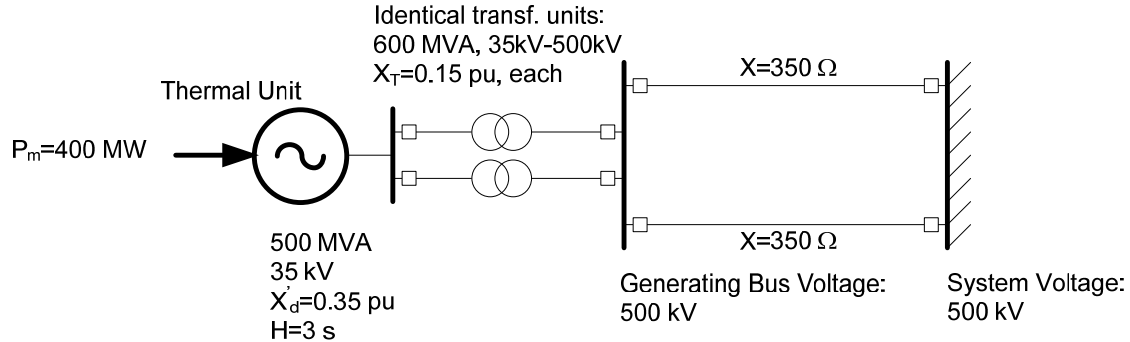 Identical transf. units:
600 MVA, 35kV-500kV
X_T=0.15 pu, each
X=350 Ω
Thermal Unit
P_m=400 MW
X=350 Ω
500 MVA
35 kV
X'_d=0.35 pu
H=3 s
Generating Bus Voltage:
500 kV
System Voltage:
500 kV